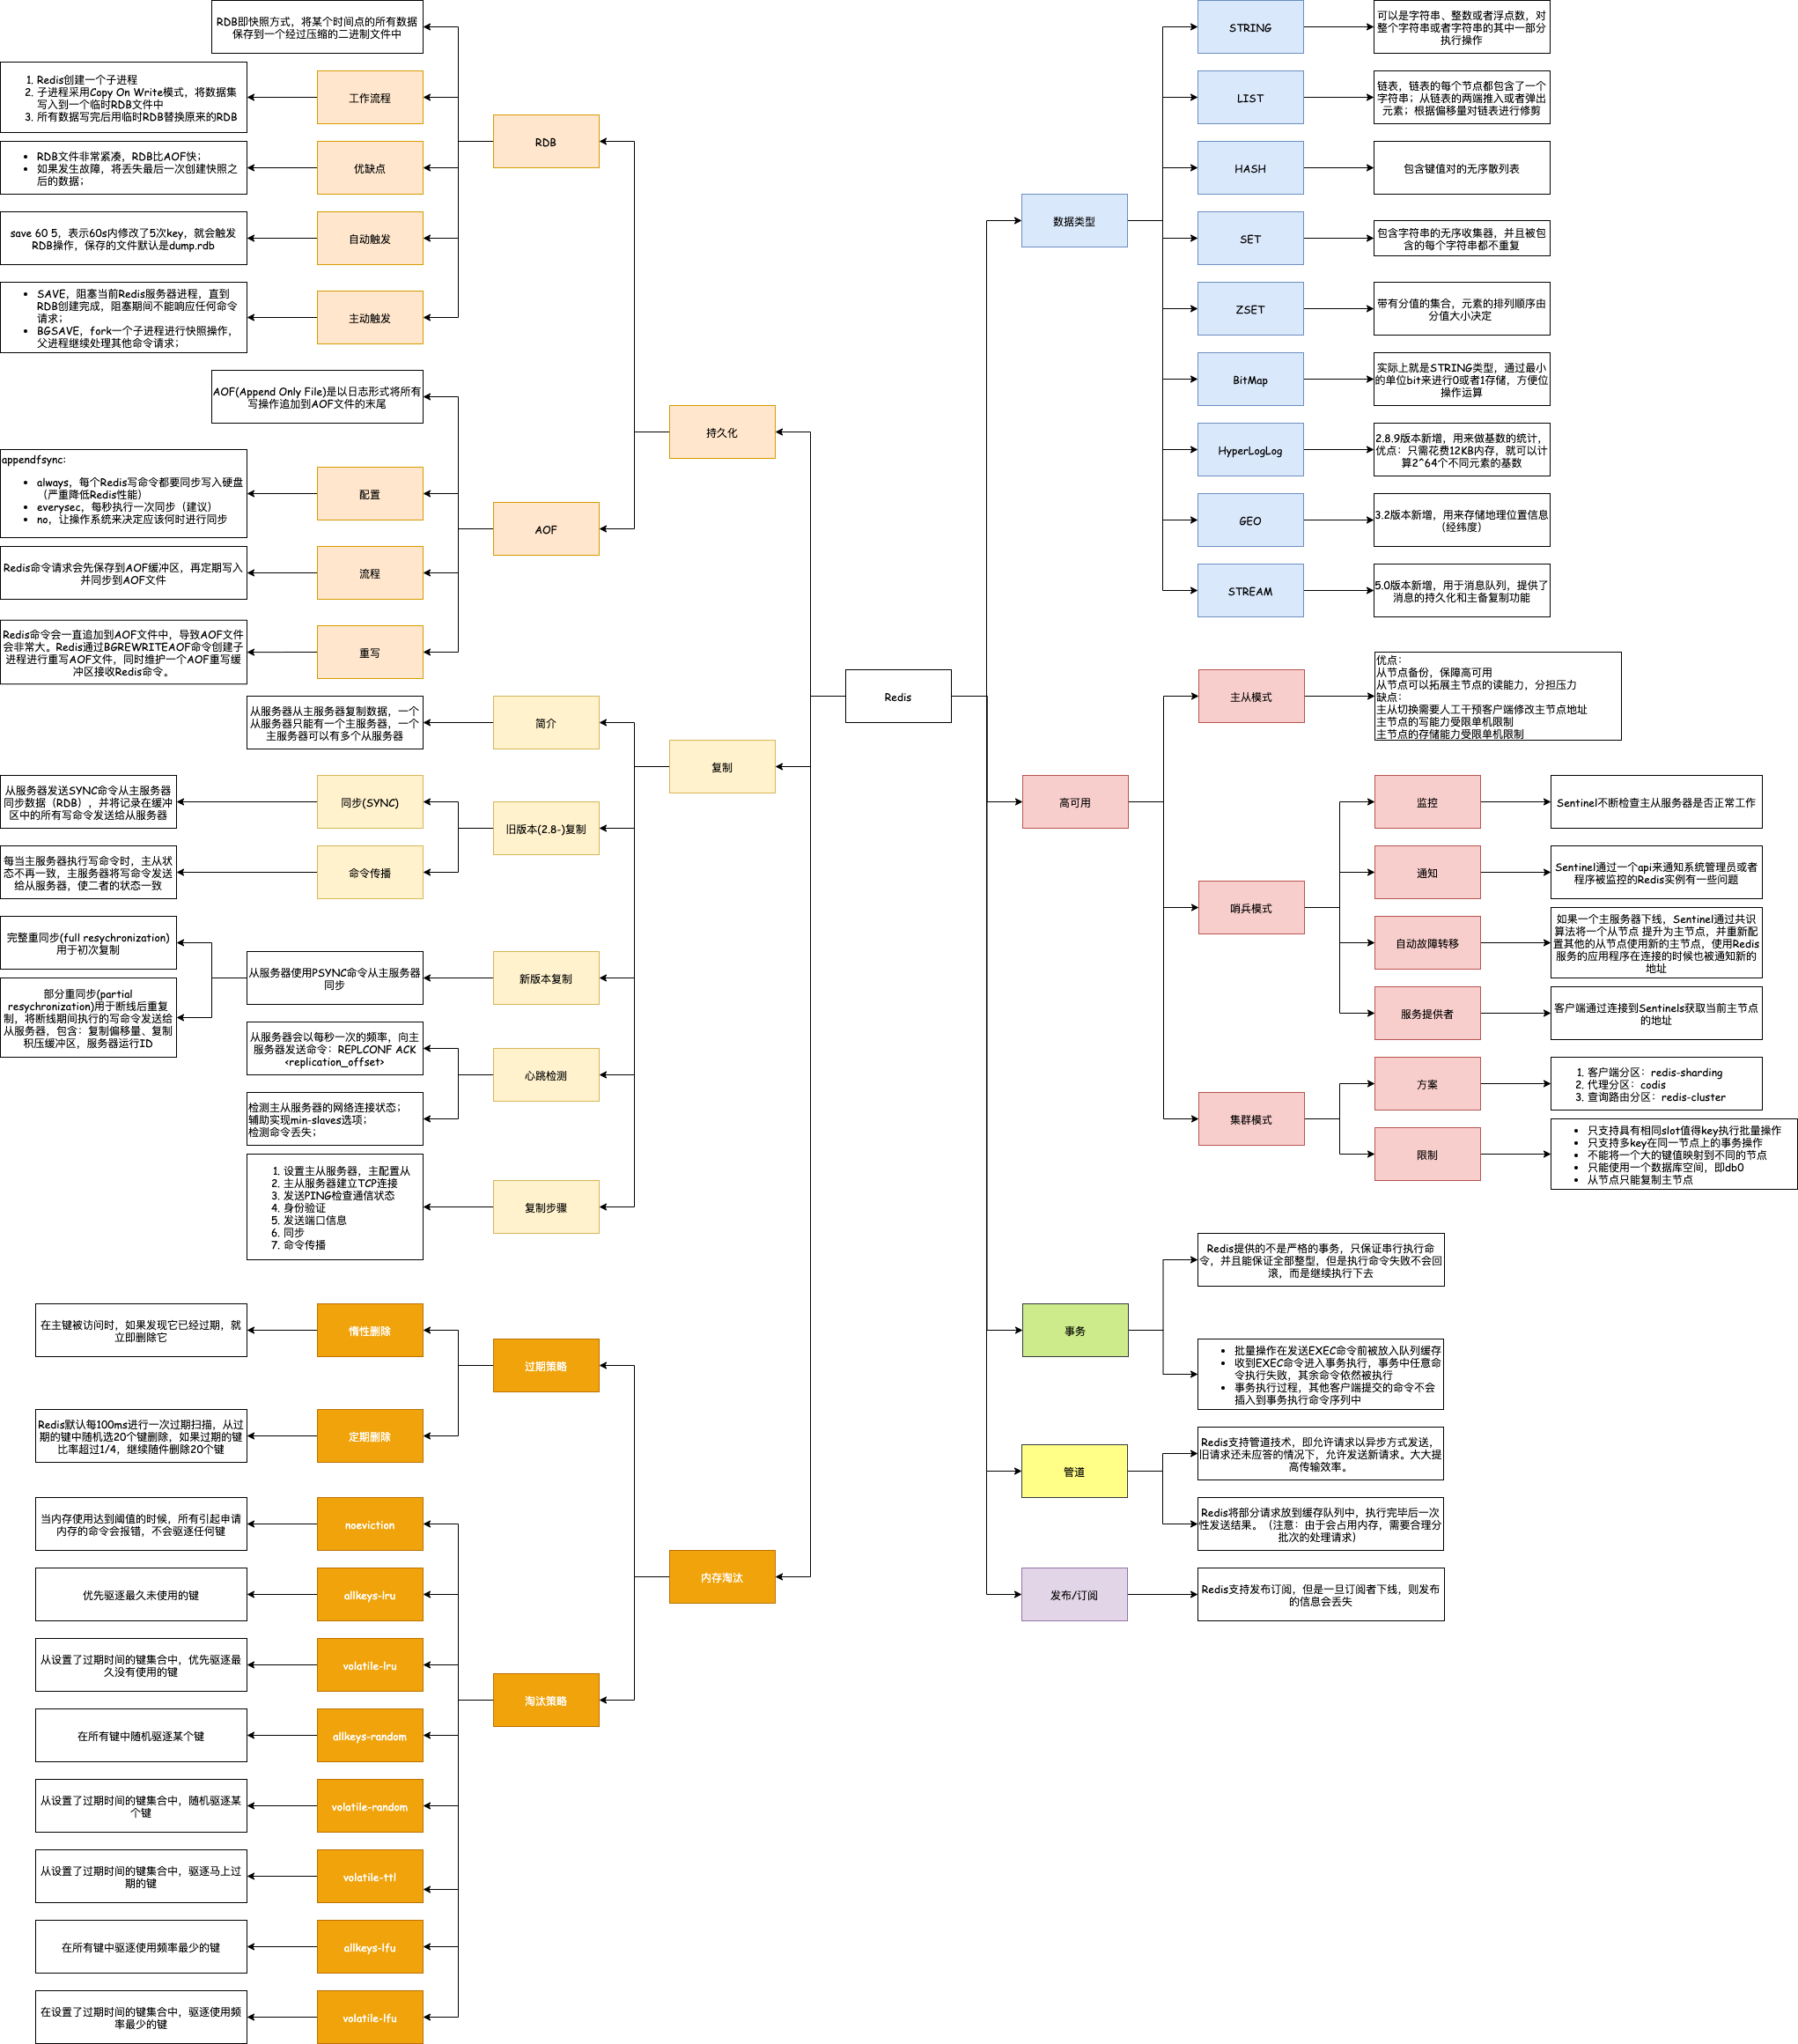 Redis
持久化
RDB
RDB即快照方式，将某个时间点的所有数据
保存到一个经过压缩的二进制文件中
工作流程
1. Redis创建一个子进程
2. 子进程采用Copy On Write模式，将数据集
写入到一个临时RDB文件中
3. 所有数据写完后用临时RDB替换原来的RDB
优缺点
• RDB文件非常紧凑，RDB比AOF快；
• 如果发生故障，将丢失最后一次创建快照之
后的数据；
自动触发
save 60 5，表示60s内修改了5次key，就会触发
RDB操作，保存的文件默认是dump.rdb
主动触发
• SAVE，阻塞当前Redis服务器进程，直到
RDB创建完成，阻塞期间不能响应任何命令
请求；
• BGSAVE，fork一个子进程进行快照操作，
父进程继续处理其他命令请求；
AOF
AOF(Append Only File)是以日志形式将所有
写操作追加到AOF文件的末尾
配置
appendfsync:
• always，每个Redis写命令都要同步写入硬盘
（严重降低Redis性能）
• everysec，每秒执行一次同步（建议）
• no，让操作系统来决定应该何时进行同步
流程
Redis命令请求会先保存到AOF缓冲区，再定期写入
并同步到AOF文件
重写
Redis命令会一直追加到AOF文件中，导致AOF文件
会非常大。Redis通过BGREWRITEAOF命令创建子
进程进行重写AOF文件，同时维护一个AOF重写缓
冲区接收Redis命令。
复制
简介
从服务器从主服务器复制数据，一个
从服务器只能有一个主服务器，一个
主服务器可以有多个从服务器
旧版本(2.8-)复制
同步(SYNC)
从服务器发送SYNC命令从主服务器
同步数据（RDB），并将记录在缓冲
区中的所有写命令发送给从服务器
命令传播
每当主服务器执行写命令时，主从状
态不再一致，主服务器将写命令发送
给从服务器，使二者的状态一致
新版本复制
从服务器使用PSYNC命令从主服务器
同步
完整重同步(full resychronization)
用于初次复制
部分重同步(partial
resychronization)用于断线后重复
制，将断线期间执行的写命令发送给
从服务器，包含：复制偏移量、复制
积压缓冲区，服务器运行ID
心跳检测
从服务器会以每秒一次的频率，向主
服务器发送命令：REPLCONF ACK
<replication_offset>
检测主从服务器的网络连接状态；
辅助实现min-slaves选项；
检测命令丢失；
复制步骤
1. 设置主从服务器，主配置从
2. 主从服务器建立TCP连接
3. 发送PING检查通信状态
4. 身份验证
5. 发送端口信息
6. 同步
7. 命令传播
内存淘汰
过期策略
惰性删除
在主键被访问时，如果发现它已经过期，就
立即删除它
定期删除
Redis默认每100ms进行一次过期扫描，从过
期的键中随机选20个键删除，如果过期的键
比率超过1/4，继续随件删除20个键
淘汰策略
noeviction
当内存使用达到阈值的时候，所有引起申请
内存的命令会报错，不会驱逐任何键
allkeys-lru
优先驱逐最久未使用的键
volatile-lru
从设置了过期时间的键集合中，优先驱逐最
久没有使用的键
allkeys-random
在所有键中随机驱逐某个键
volatile-random
从设置了过期时间的键集合中，随机驱逐某
个键
volatile-ttl
从设置了过期时间的键集合中，驱逐马上过
期的键
allkeys-lfu
在所有键中驱逐使用频率最少的键
volatile-lfu
在设置了过期时间的键集合中，驱逐使用频
率最少的键
数据类型
STRING
可以是字符串、整数或者浮点数，对
整个字符串或者字符串的其中一部分
执行操作
LIST
链表，链表的每个节点都包含了一个
字符串；从链表的两端推入或者弹出
元素；根据偏移量对链表进行修剪
HASH
包含键值对的无序散列表
SET
包含字符串的无序收集器，并且被包
含的每个字符串都不重复
ZSET
带有分值的集合，元素的排列顺序由
分值大小决定
BitMap
实际上就是STRING类型，通过最小
的单位bit来进行0或者1存储，方便位
操作运算
HyperLogLog
2.8.9版本新增，用来做基数的统计，
优点：只需花费12KB内存，就可以计
算2^64个不同元素的基数
GEO
3.2版本新增，用来存储地理位置信息
（经纬度）
STREAM
5.0版本新增，用于消息队列，提供了
消息的持久化和主备复制功能
高可用
主从模式
优点：
从节点备份，保障高可用
从节点可以拓展主节点的读能力，分担压力
缺点：
主从切换需要人工干预客户端修改主节点地址
主节点的写能力受限单机限制
主节点的存储能力受限单机限制
哨兵模式
监控
Sentinel不断检查主从服务器是否正常工作
通知
Sentinel通过一个api来通知系统管理员或者
程序被监控的Redis实例有一些问题
自动故障转移
如果一个主服务器下线，Sentinel通过共识
算法将一个从节点 提升为主节点，并重新配
置其他的从节点使用新的主节点，使用Redis
服务的应用程序在连接的时候也被通知新的
地址
服务提供者
客户端通过连接到Sentinels获取当前主节点
的地址
集群模式
方案
1. 客户端分区：redis-sharding
2. 代理分区：codis
3. 查询路由分区：redis-cluster
限制
• 只支持具有相同slot值得key执行批量操作
• 只支持多key在同一节点上的事务操作
• 不能将一个大的键值映射到不同的节点
• 只能使用一个数据库空间，即db0
• 从节点只能复制主节点
事务
Redis提供的不是严格的事务，只保证串行执行命
令，并且能保证全部整型，但是执行命令失败不会回
滚，而是继续执行下去
• 批量操作在发送EXEC命令前被放入队列缓存
• 收到EXEC命令进入事务执行，事务中任意命
令执行失败，其余命令依然被执行
• 事务执行过程，其他客户端提交的命令不会
插入到事务执行命令序列中
管道
Redis支持管道技术，即允许请求以异步方式发送，
旧请求还未应答的情况下，允许发送新请求。大大提
高传输效率。
Redis将部分请求放到缓存队列中，执行完毕后一次
性发送结果。（注意：由于会占用内存，需要合理分
批次的处理请求）
发布/订阅
Redis支持发布订阅，但是一旦订阅者下线，则发布
的信息会丢失